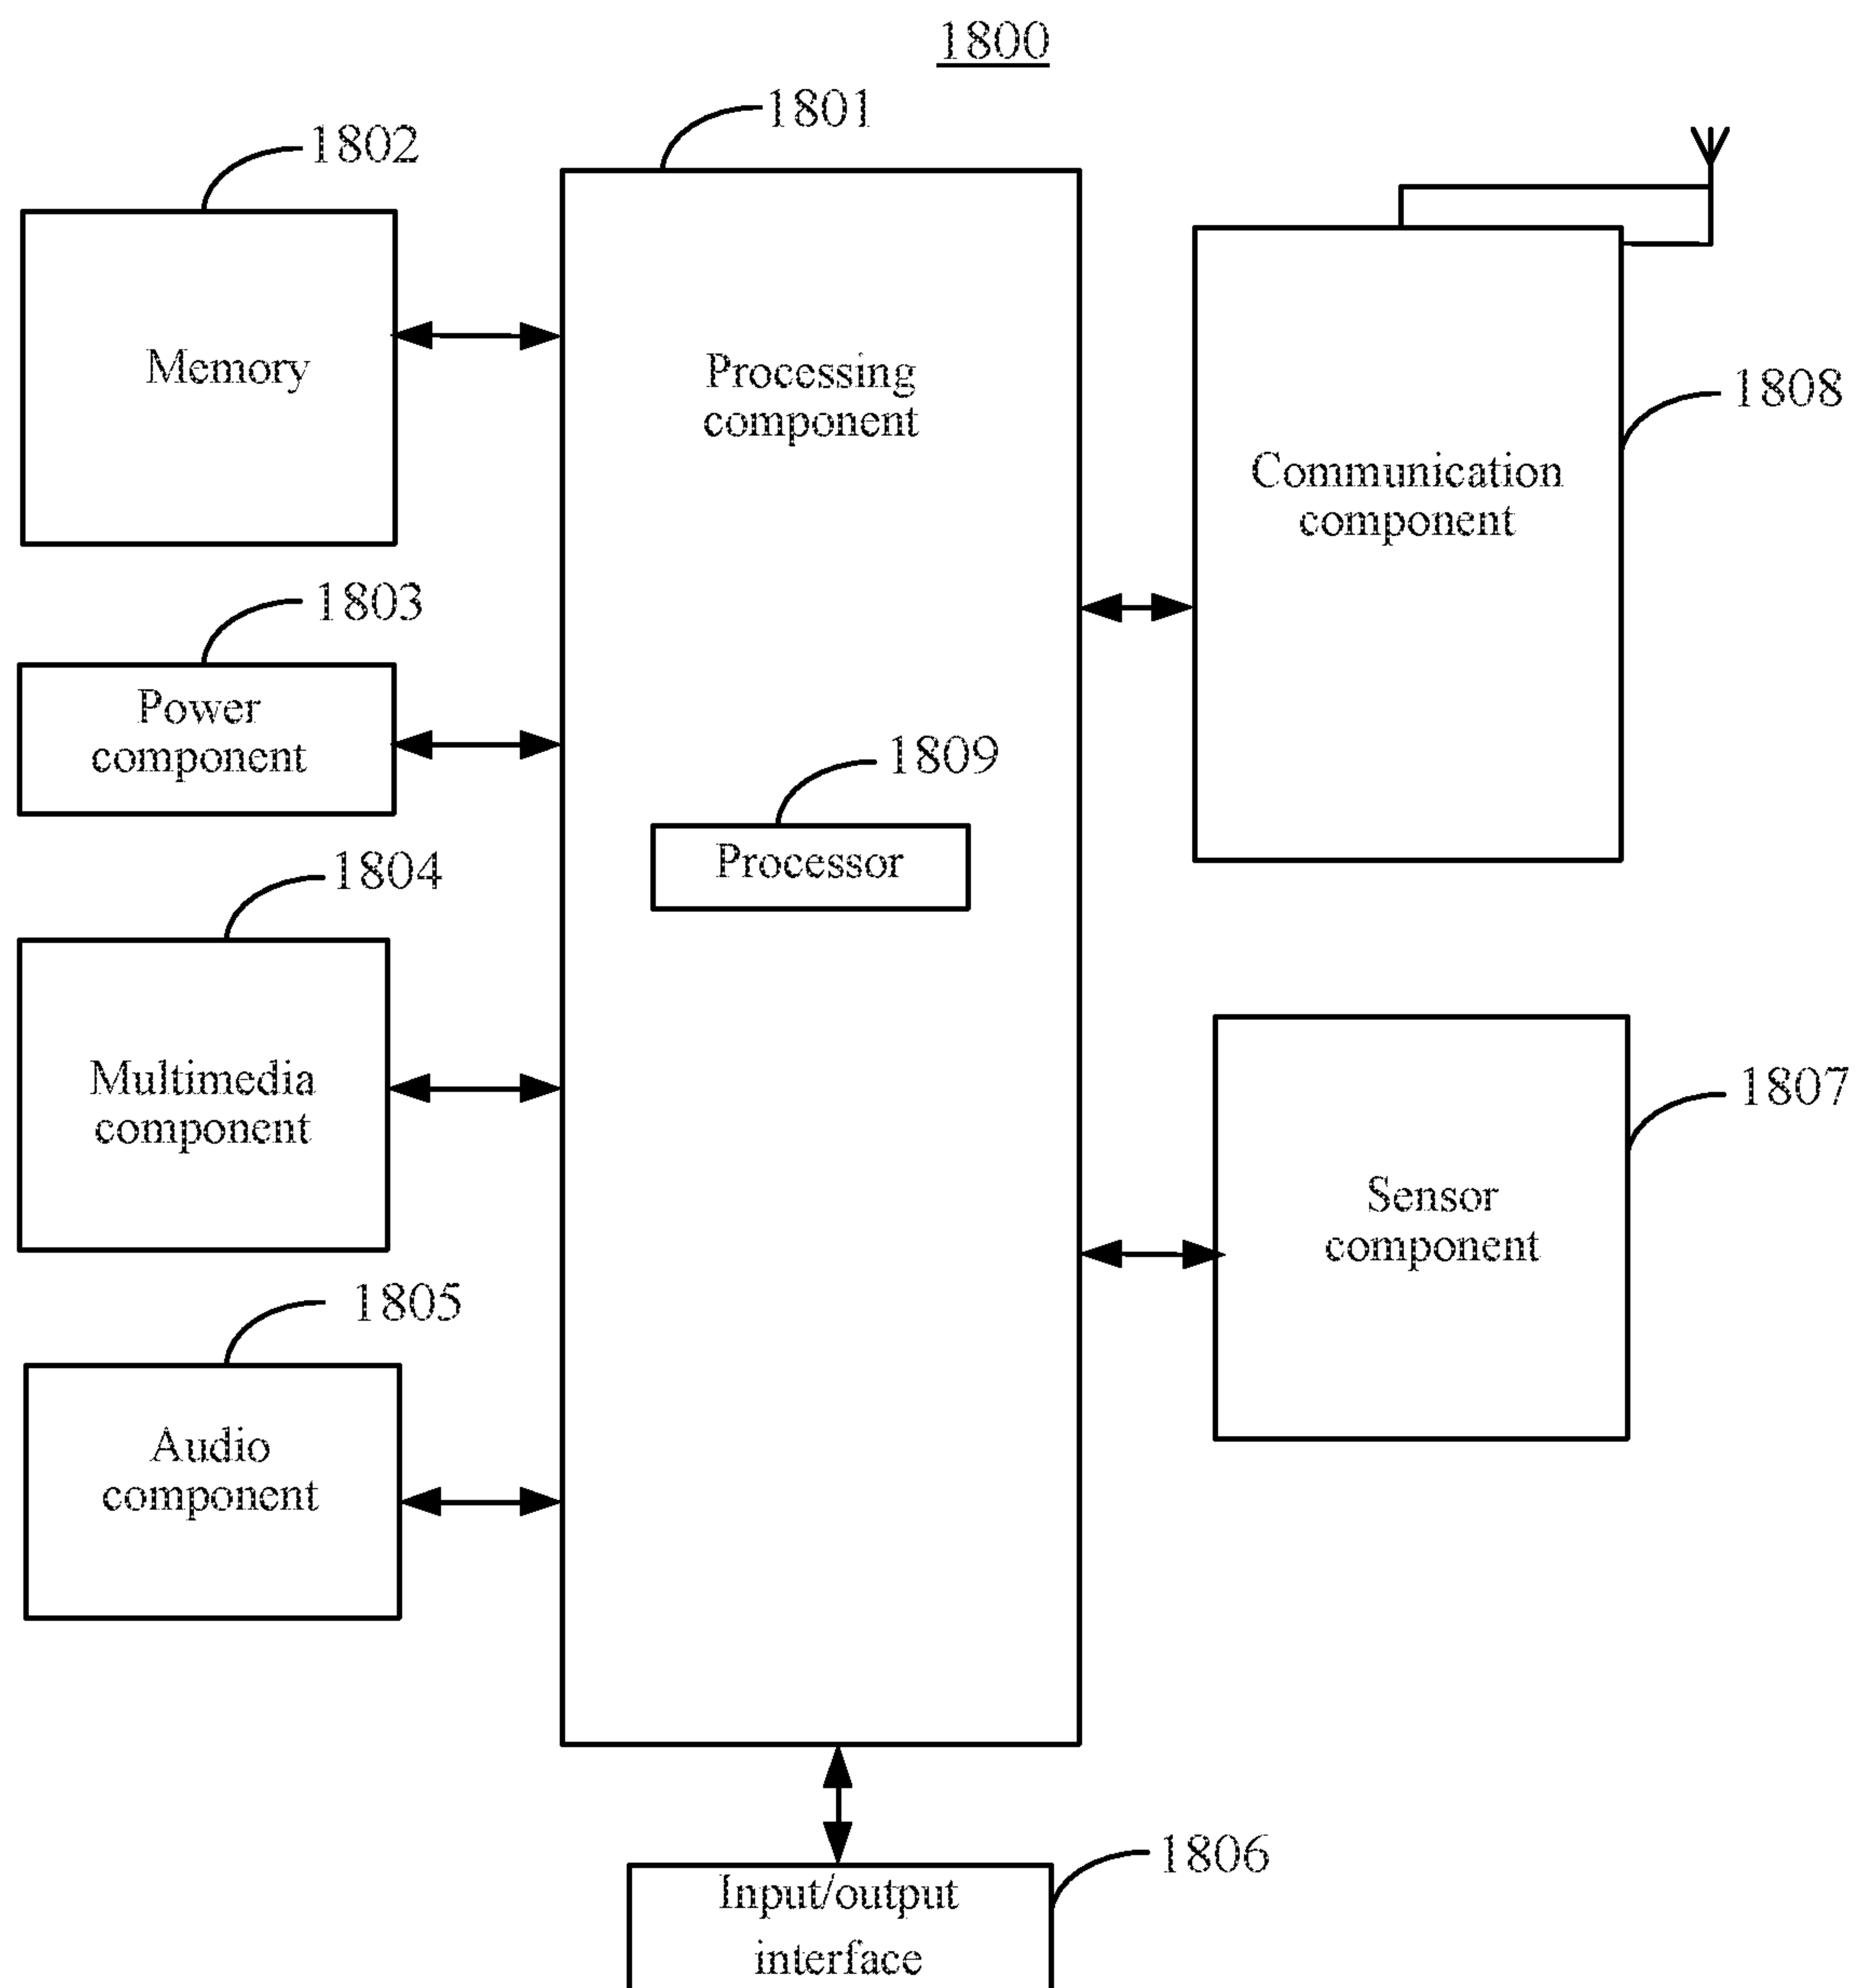 1800
1801
1802
Memory
Processing
component
1808
Communication
component
1803
Power
component
1809
Processor
1804
Multimedia
component
1807
Sensor
component
1805
Audio
component
1806
Input/output
interface